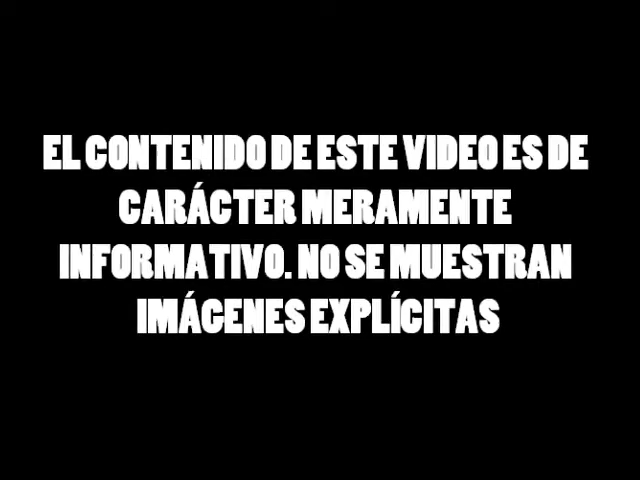 EL CONTENIDO DE ESTE VIDEO ES DE
CARÁCTER MERAMENTE
INFORMATIVO. NO SE MUESTRAN
IMÁGENES EXPLÍCITAS